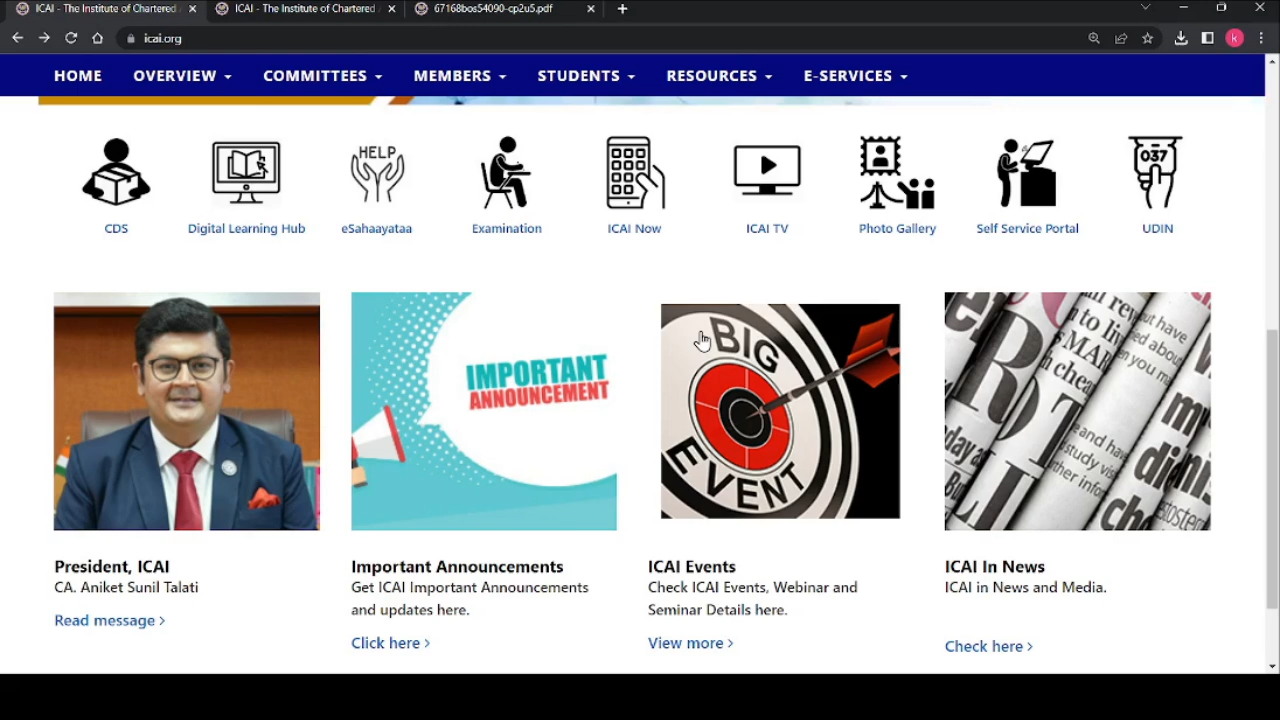 ICAI - The Institute of Chartered A
ICAI - The Institute of Chartered A
67168bos54090-cp2u5.pdf
icai.org
k
HOME
OVERVIEW
COMMITTEES
MEMBERS
STUDENTS
RESOURCES
E-SERVICES
HELP
037
CDS
Digital Learning Hub
eSahaayataa
Examination
ICAI Now
ICAI TV
Photo Gallery
Self Service Portal
UDIN
IMPORTANT
ANNOUNCEMENT
BIG
EVENT
President, ICAI
CA. Aniket Sunil Talati
Read message >
Important Announcements
Get ICAI Important Announcements
and updates here.
Click here >
ICAI Events
Check ICAI Events, Webinar and
Seminar Details here.
View more >
ICAI In News
ICAI in News and Media.
Check here >